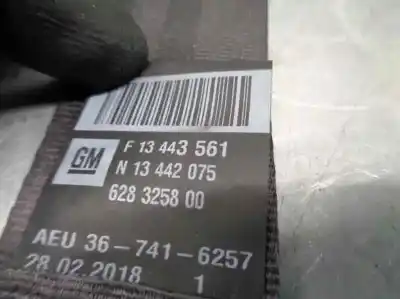 F 13 443 561
GM N 13 442 075
628 3258 00
AEU 36-741-6257
28.02.2018 1